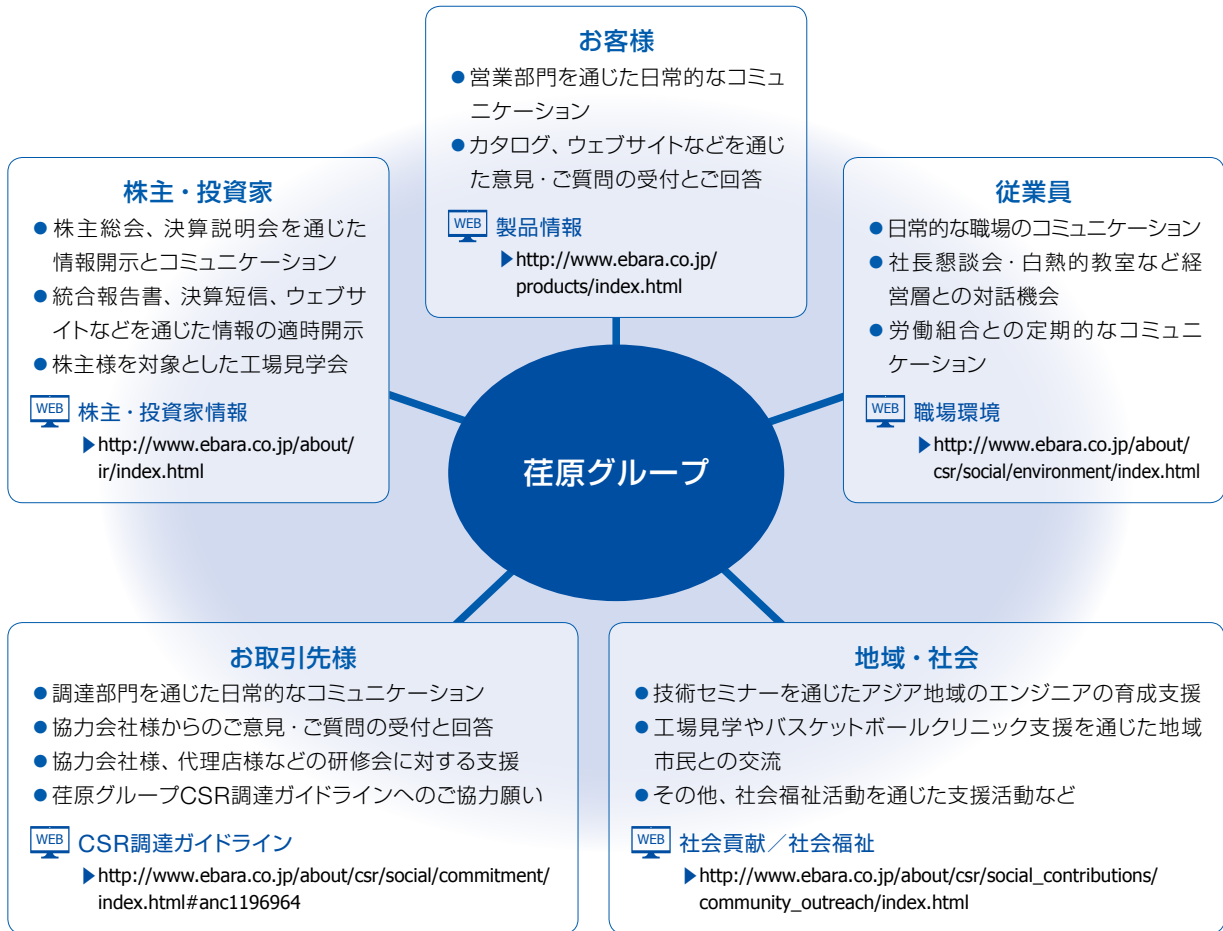 お客様
●営業部門を通じた日常的なコミュ
ニケーション
●カタログ、ウェブサイトなどを通じ
た意見・ご質問の受付とご回答
WEB 製品情報
▶http://www.ebara.co.jp/
products/index.html
株主・投資家
●株主総会、決算説明会を通じた
情報開示とコミュニケーション
●統合報告書、決算短信、ウェブサ
イトなどを通じた情報の適時開示
●株主様を対象とした工場見学会
WEB 株主・投資家情報
▶http://www.ebara.co.jp/about/
ir/index.html
従業員
●日常的な職場のコミュニケーション
●社長懇談会・白熱的教室など経
営層との対話機会
●労働組合との定期的なコミュニ
ケーション
WEB 職場環境
▶http://www.ebara.co.jp/about/
csr/social/environment/index.html
荏原グループ
お取引先様
●調達部門を通じた日常的なコミュニケーション
●協力会社様からのご意見・ご質問の受付と回答
●協力会社様、代理店様などの研修会に対する支援
●荏原グループCSR調達ガイドラインへのご協力願い
WEB CSR調達ガイドライン
▶http://www.ebara.co.jp/about/csr/social/commitment/
index.html#anc1196964
地域・社会
●技術セミナーを通じたアジア地域のエンジニアの育成支援
●工場見学やバスケットボールクリニック支援を通じた地域
市民との交流
●その他、社会福祉活動を通じた支援活動など
WEB 社会貢献／社会福祉
▶http://www.ebara.co.jp/about/csr/social_contributions/
community_outreach/index.html